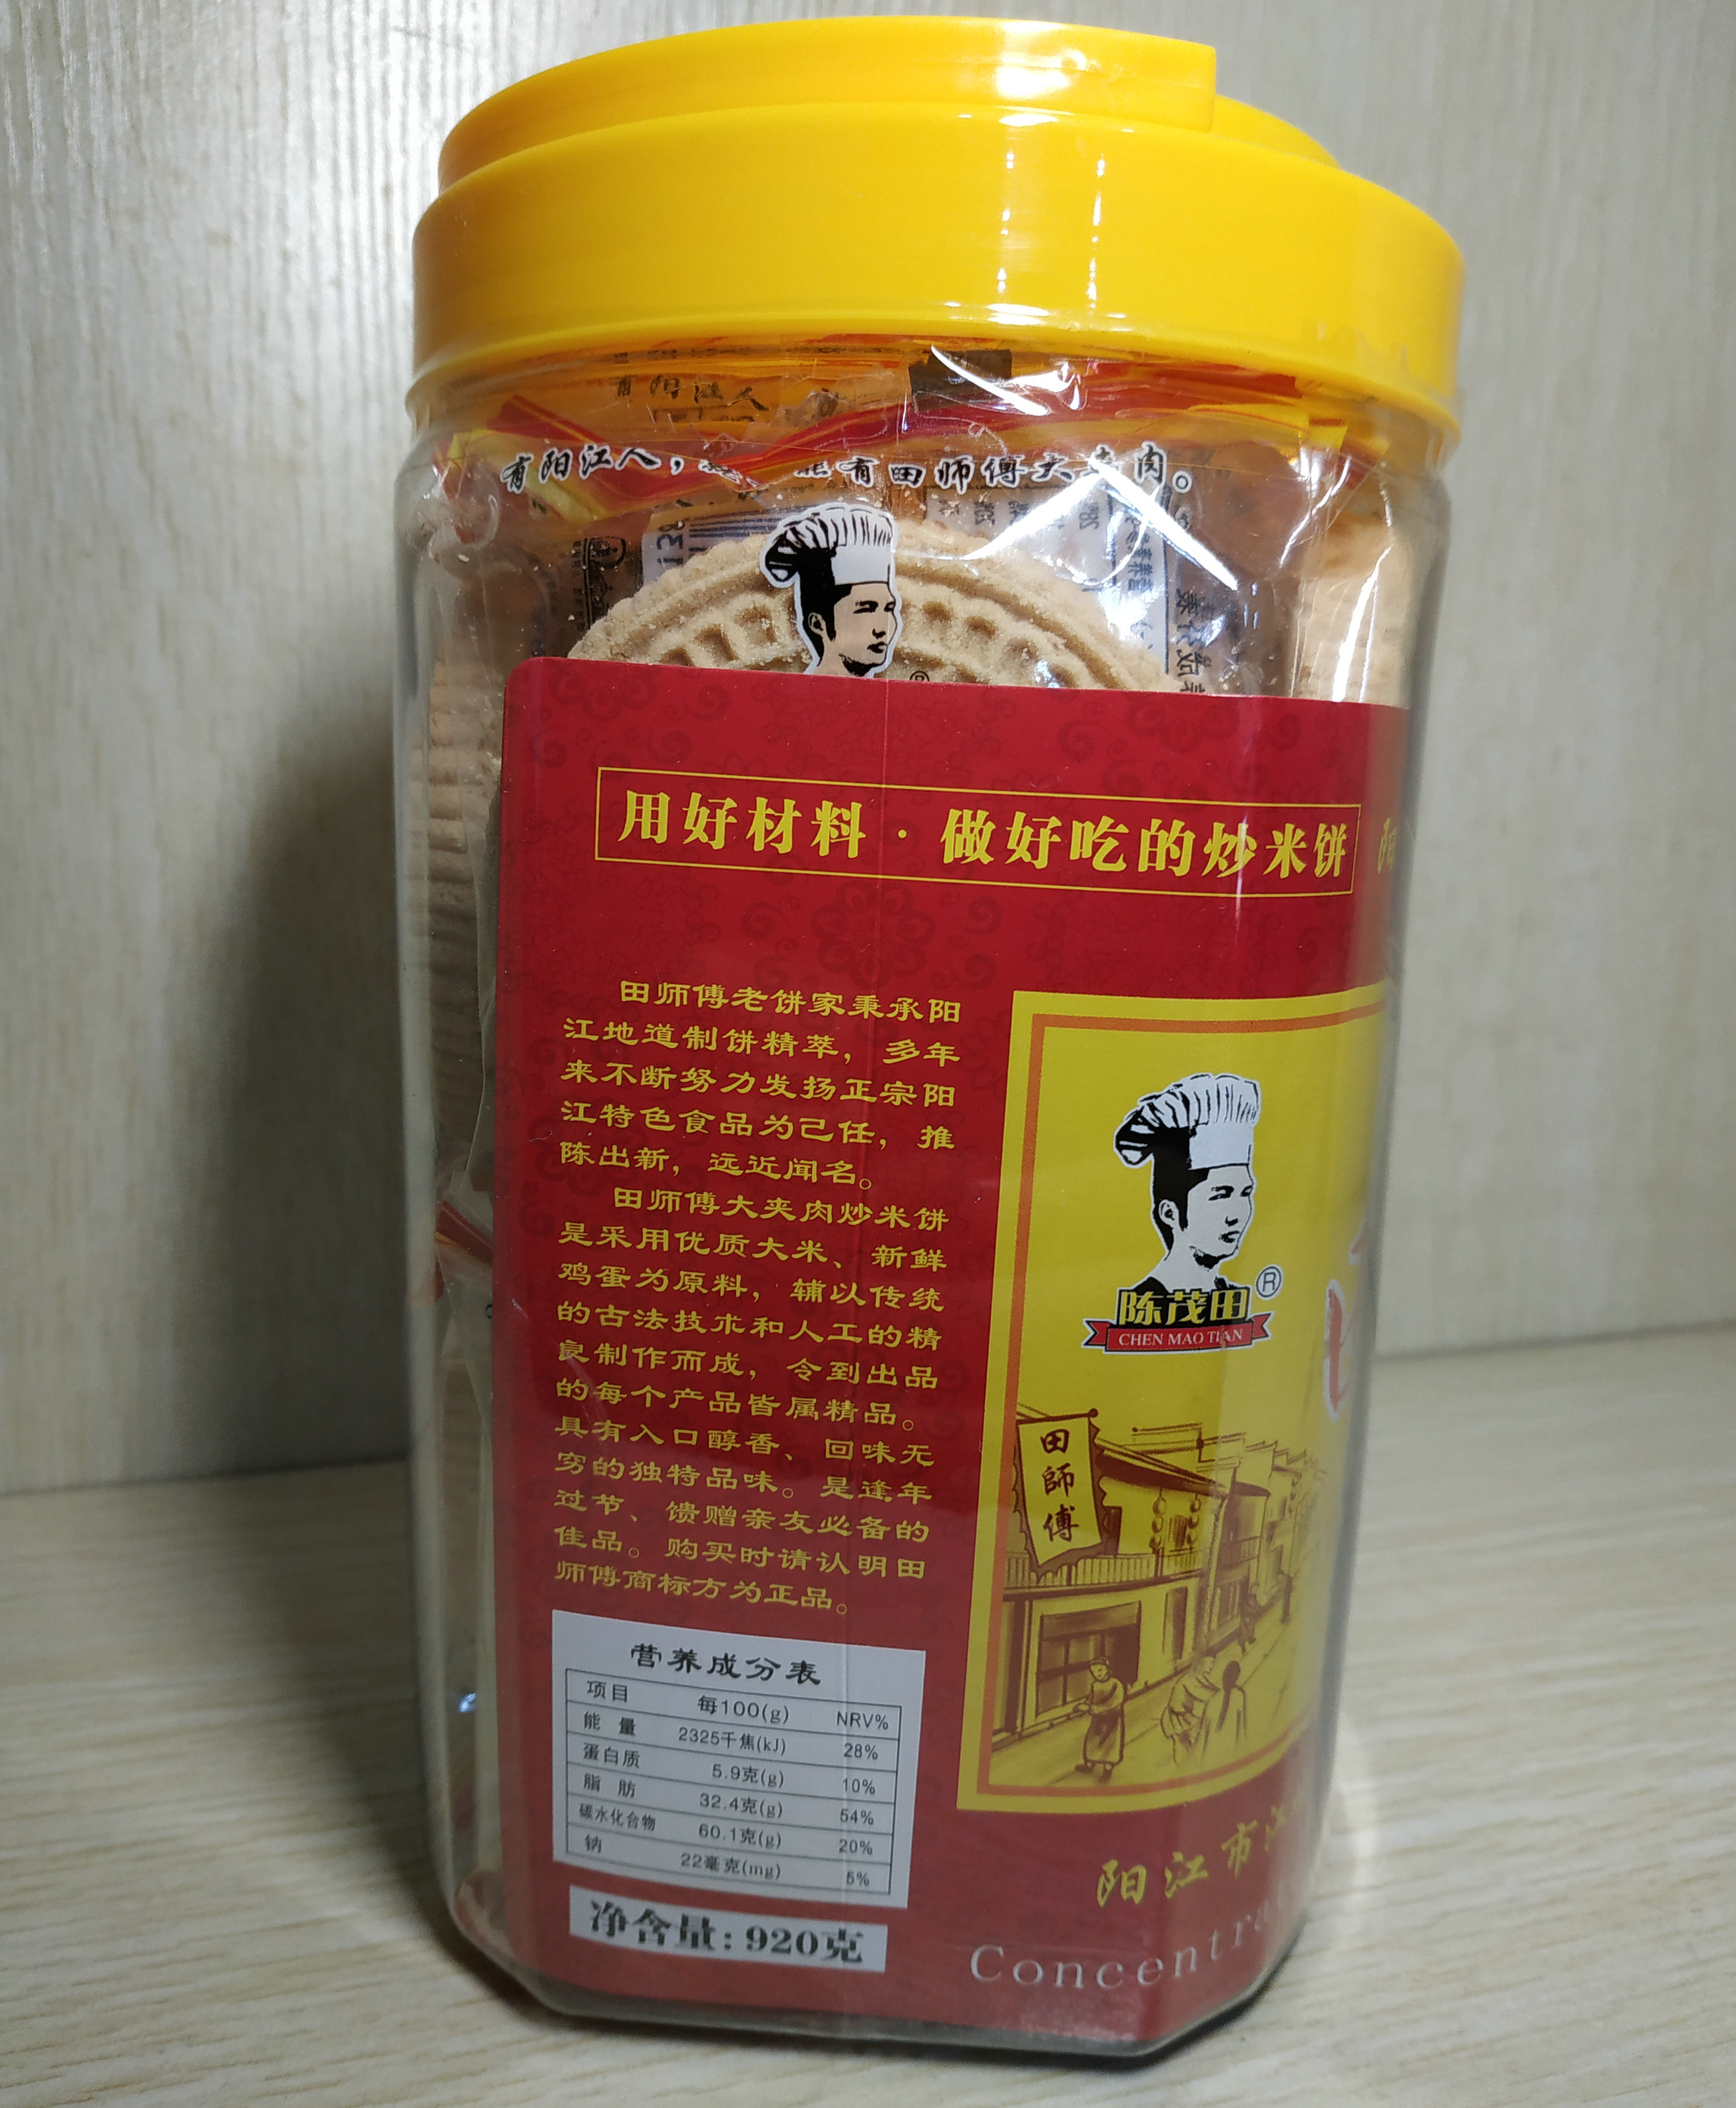 有阳江人，就 能有田师傅大夹肉。
用好材料·做好吃的炒米饼
田师傅老饼家秉承阳
江地道制饼精萃，多年
来不断努力发扬正宗阳
江特色食品为己任，推
陈出新，远近闻名。
田师傅大夹肉炒米饼
是采用优质大米、新鲜
鸡蛋为原料，辅以传统
的古法技术和人工的精
良制作而成，令到出品
的每个产品皆属精品。
具有入口醇香、回味无
穷的独特品味。是逢年
过节、馈赠亲友必备的
佳品。购买时请认明田
师傅商标方为正品。
营养成分表
项目 每100(g) NRV%
能量 2325千焦(kJ) 28%
蛋白质 5.9克(g) 10%
脂肪 32.4克(g) 54%
碳水化合物 60.1克(g) 20%
钠 22毫克(mg) 5%
净含量:920克
陈茂田®
CHEN MAO TIAN
田
師
傅
阳江市江
Concentra